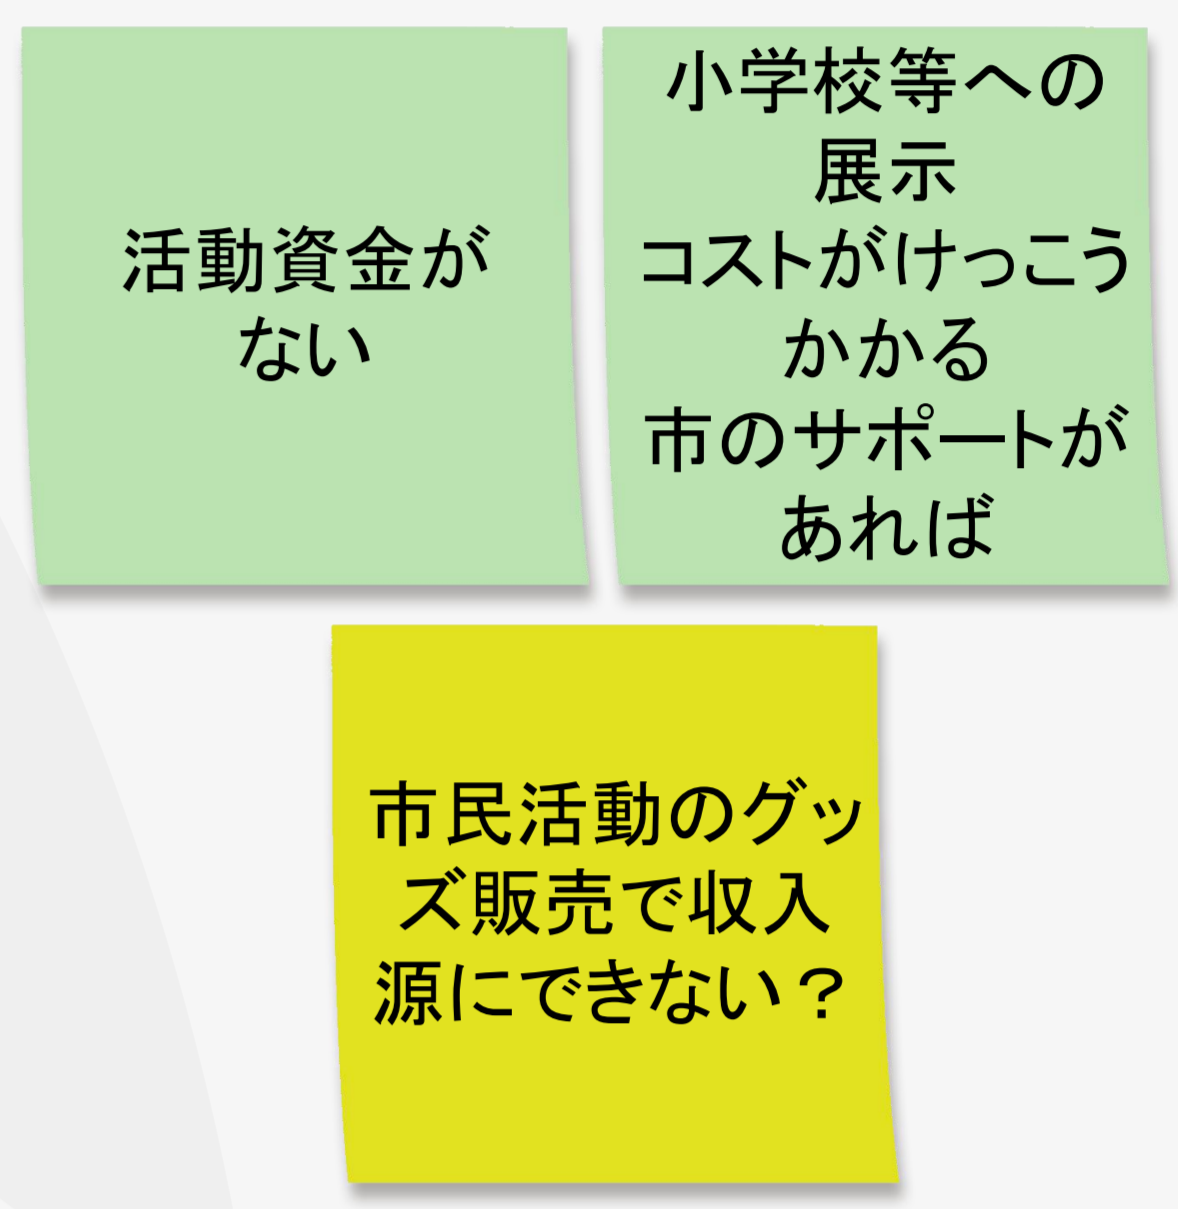 活動資金が
ない
小学校等への
展示
コストがけっこう
かかる
市のサポートが
あれば
市民活動のグッ
ズ販売で収入
源にできない？